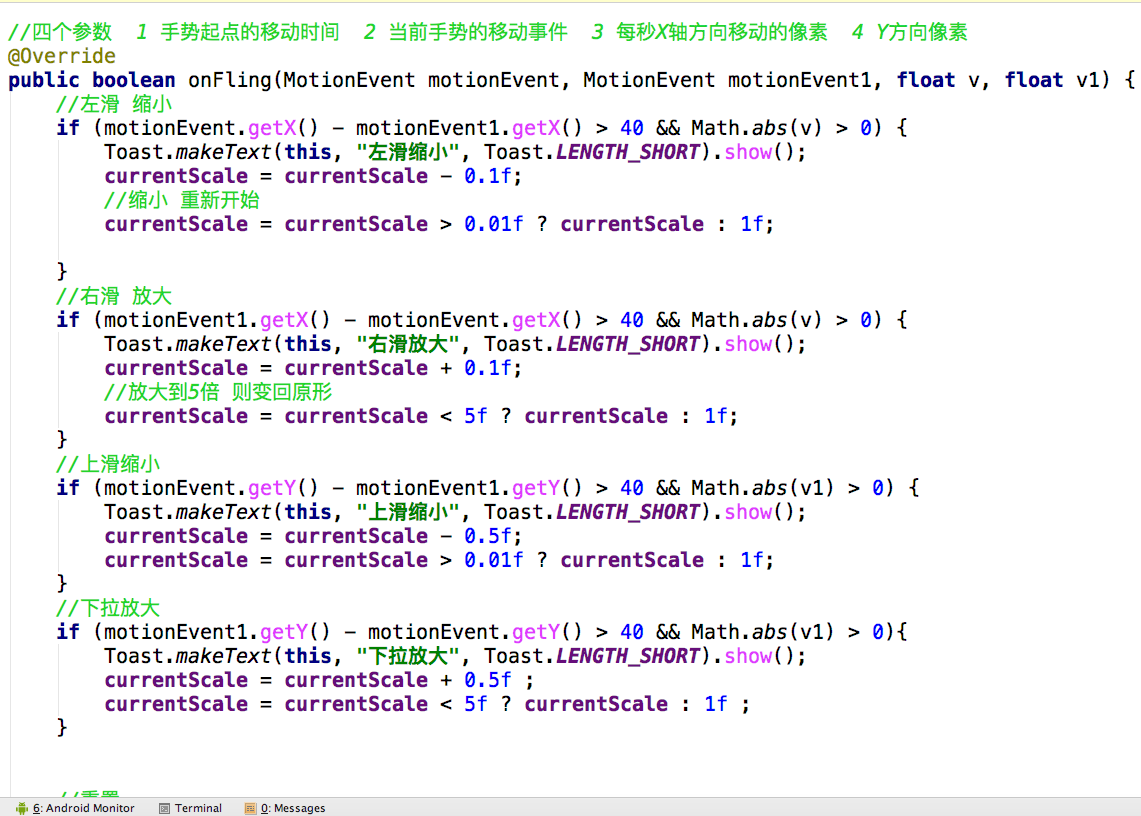 //四个参数  1 手势起点的移动时间  2 当前手势的移动事件  3 每秒X轴方向移动的像素  4 Y方向像素
@Override
public boolean onFling(MotionEvent motionEvent, MotionEvent motionEvent1, float v, float v1) {
    //左滑 缩小
    if (motionEvent.getX() - motionEvent1.getX() > 40 && Math.abs(v) > 0) {
        Toast.makeText(this, "左滑缩小", Toast.LENGTH_SHORT).show();
        currentScale = currentScale - 0.1f;
        //缩小 重新开始
        currentScale = currentScale > 0.01f ? currentScale : 1f;
    }
    //右滑 放大
    if (motionEvent1.getX() - motionEvent.getX() > 40 && Math.abs(v) > 0) {
        Toast.makeText(this, "右滑放大", Toast.LENGTH_SHORT).show();
        currentScale = currentScale + 0.1f;
        //放大到5倍 则变回原形
        currentScale = currentScale < 5f ? currentScale : 1f;
    }
    //上滑缩小
    if (motionEvent.getY() - motionEvent1.getY() > 40 && Math.abs(v1) > 0) {
        Toast.makeText(this, "上滑缩小", Toast.LENGTH_SHORT).show();
        currentScale = currentScale - 0.5f;
        currentScale = currentScale > 0.01f ? currentScale : 1f;
    }
    //下拉放大
    if (motionEvent1.getY() - motionEvent.getY() > 40 && Math.abs(v1) > 0){
        Toast.makeText(this, "下拉放大", Toast.LENGTH_SHORT).show();
        currentScale = currentScale + 0.5f ;
        currentScale = currentScale < 5f ? currentScale : 1f ;
    }
    //重置
6: Android Monitor  Terminal  0: Messages